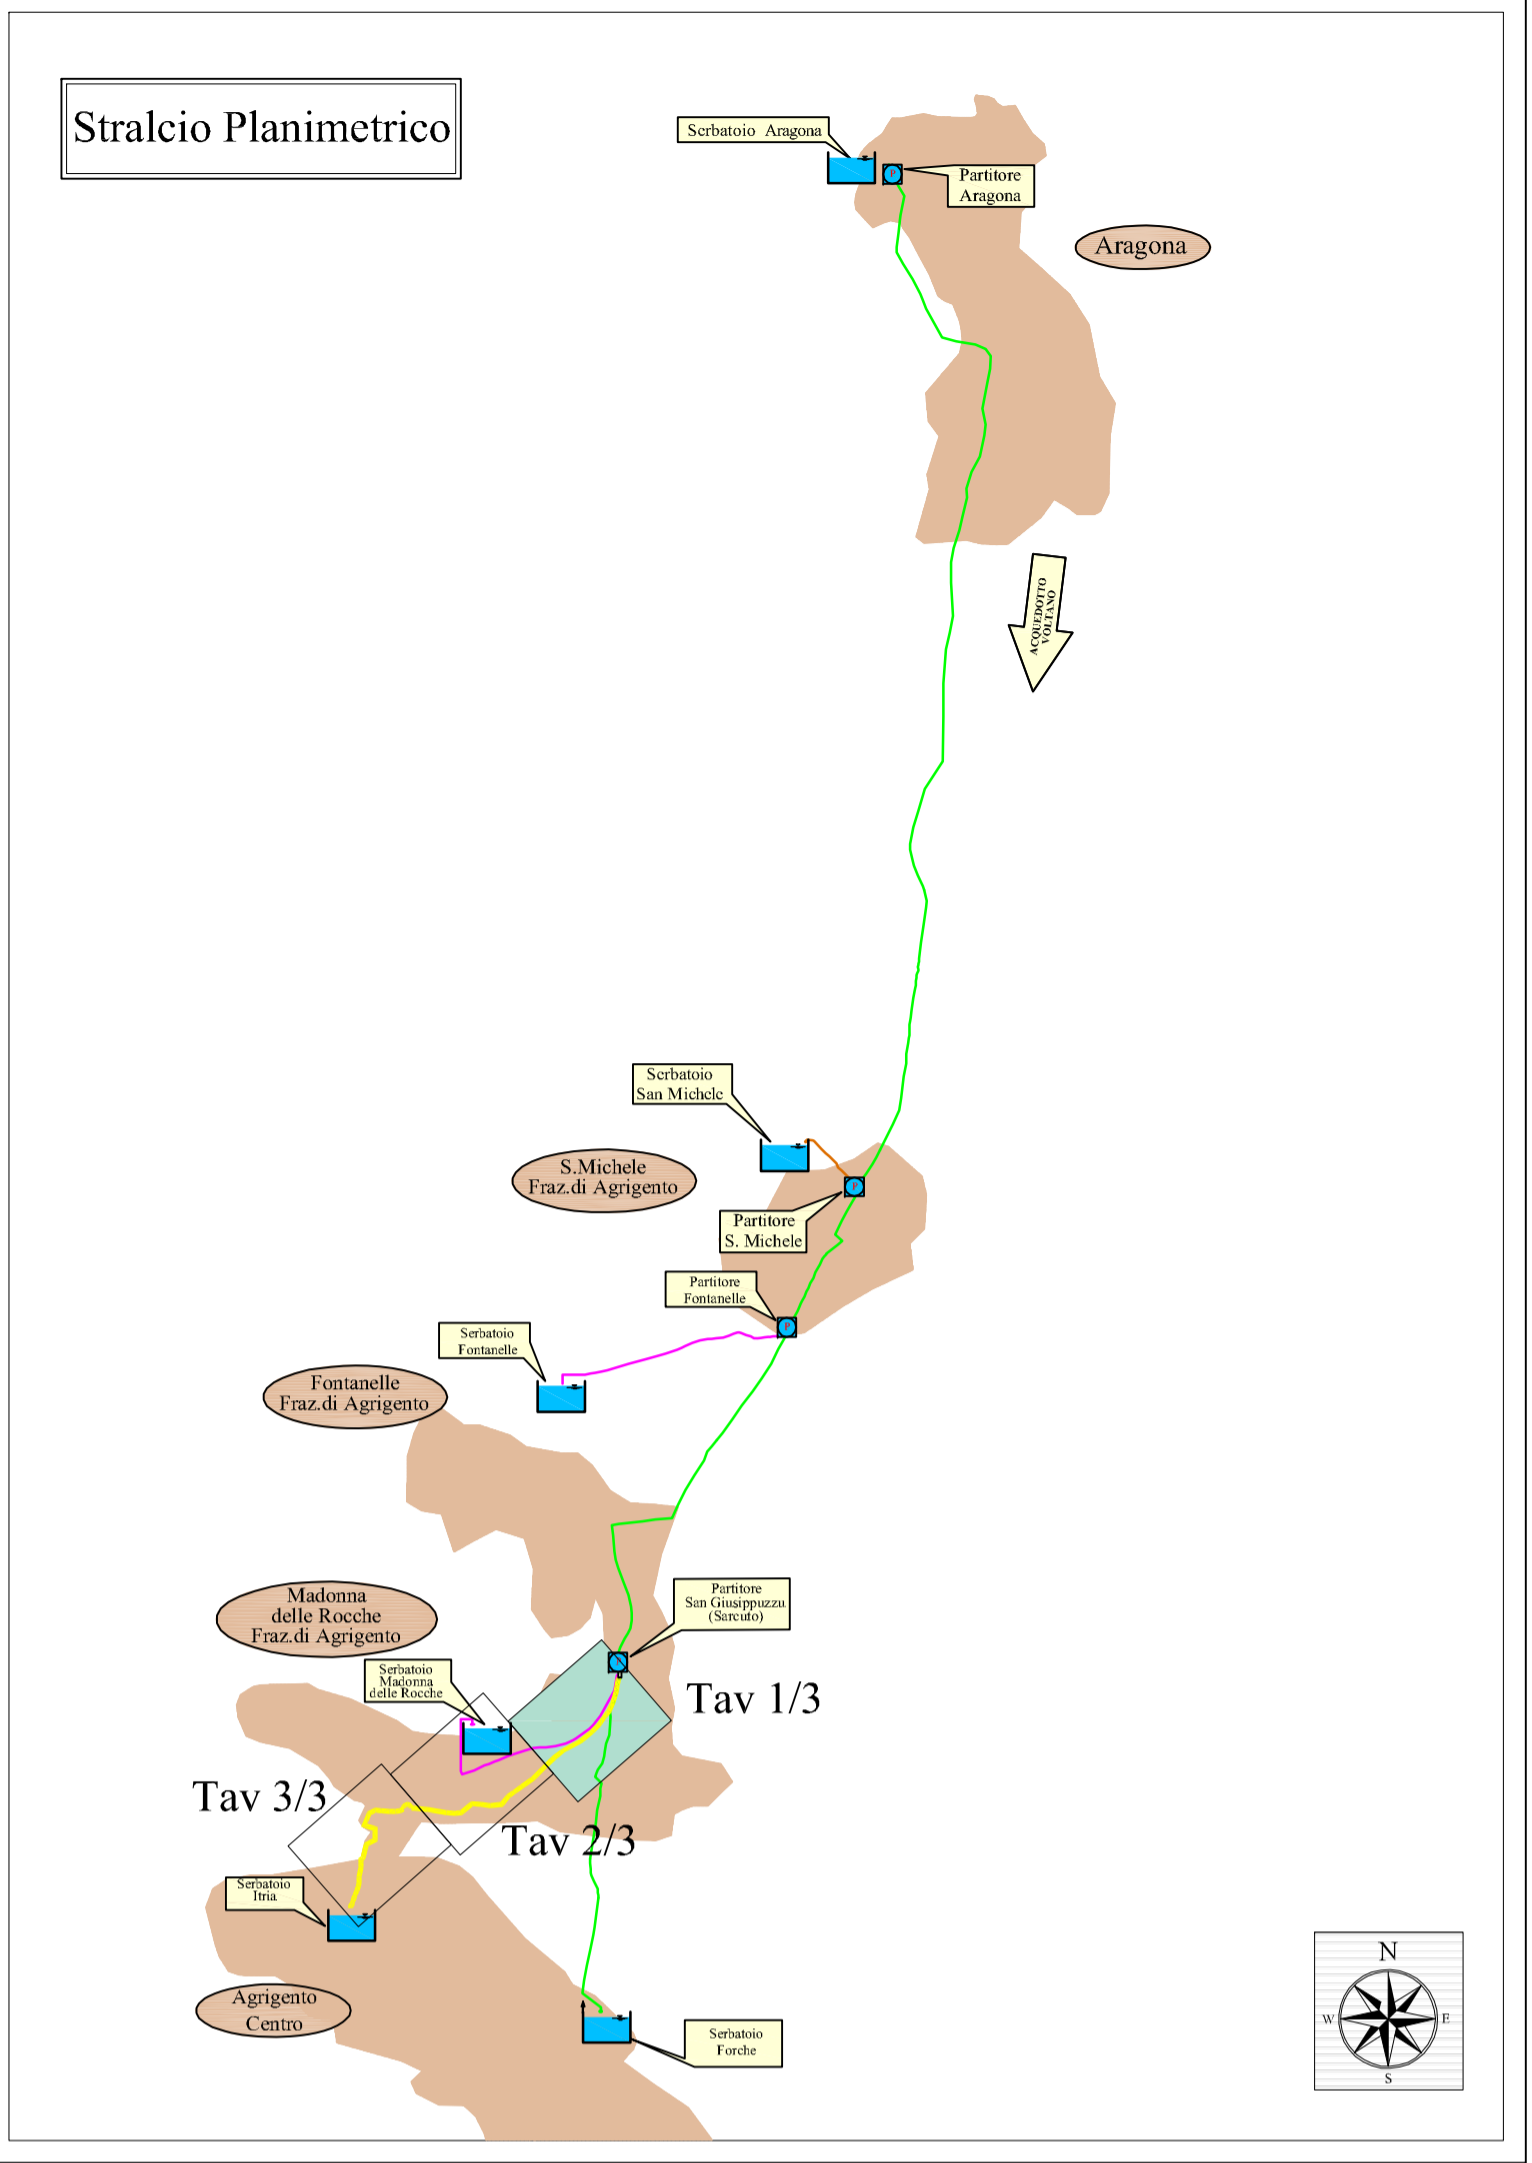 Stralcio Planimetrico
Serbatoio Aragona
P
Partitore
Aragona
Aragona
ACQUEDOTTO
VOLTANO
Serbatoio
San Michele
S.Michele
Fraz.di Agrigento
P
Partitore
S. Michele
Partitore
Fontanelle
P
Serbatoio
Fontanelle
Fontanelle
Fraz.di Agrigento
Madonna
delle Rocche
Fraz.di Agrigento
Partitore
San Giusippuzzu
(Sarcuto)
Serbatoio
Madonna
delle Rocche
Tav 1/3
Tav 3/3
Tav 2/3
Serbatoio
Itria
Agrigento
Centro
Serbatoio
Forche
N
W
E
S